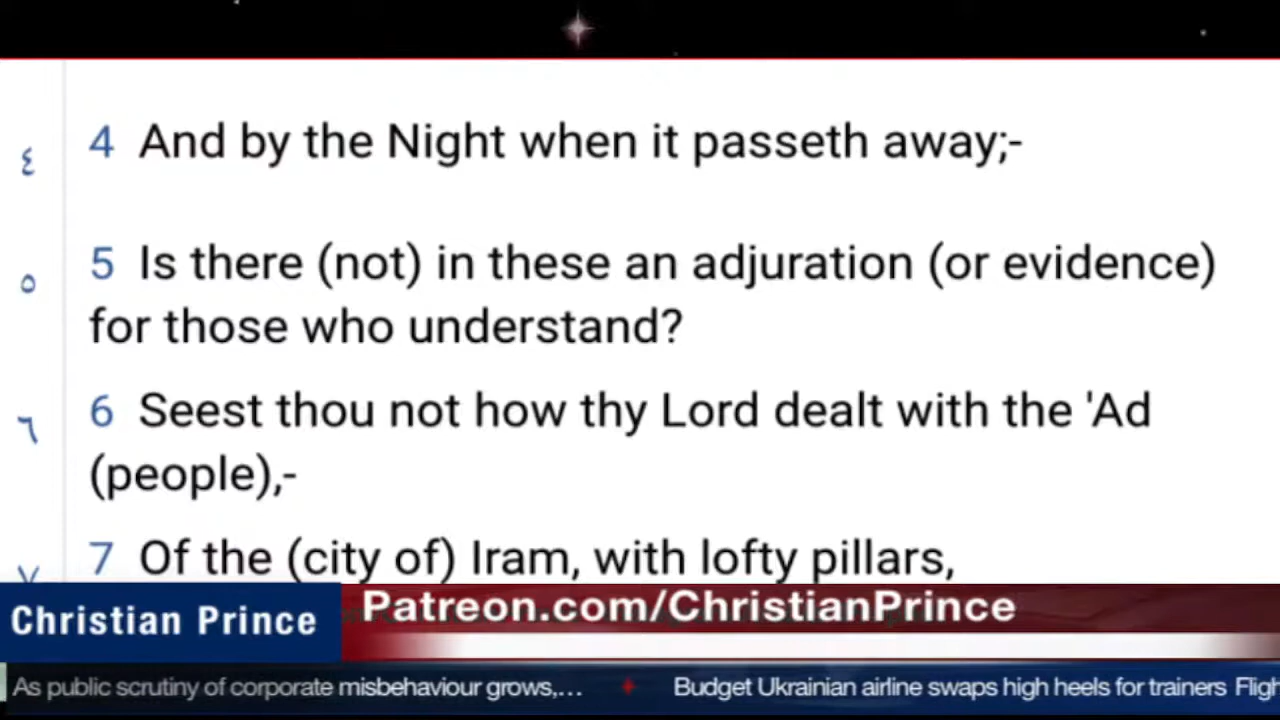 ٤
4 And by the Night when it passeth away;-
٥
5 Is there (not) in these an adjuration (or evidence)
for those who understand?
٦
6 Seest thou not how thy Lord dealt with the 'Ad
(people),-
٧
7 Of the (city of) Iram, with lofty pillars,
Christian Prince
Patreon.com/ChristianPrince
As public scrutiny of corporate misbehaviour grows,...
Budget Ukrainian airline swaps high heels for trainers